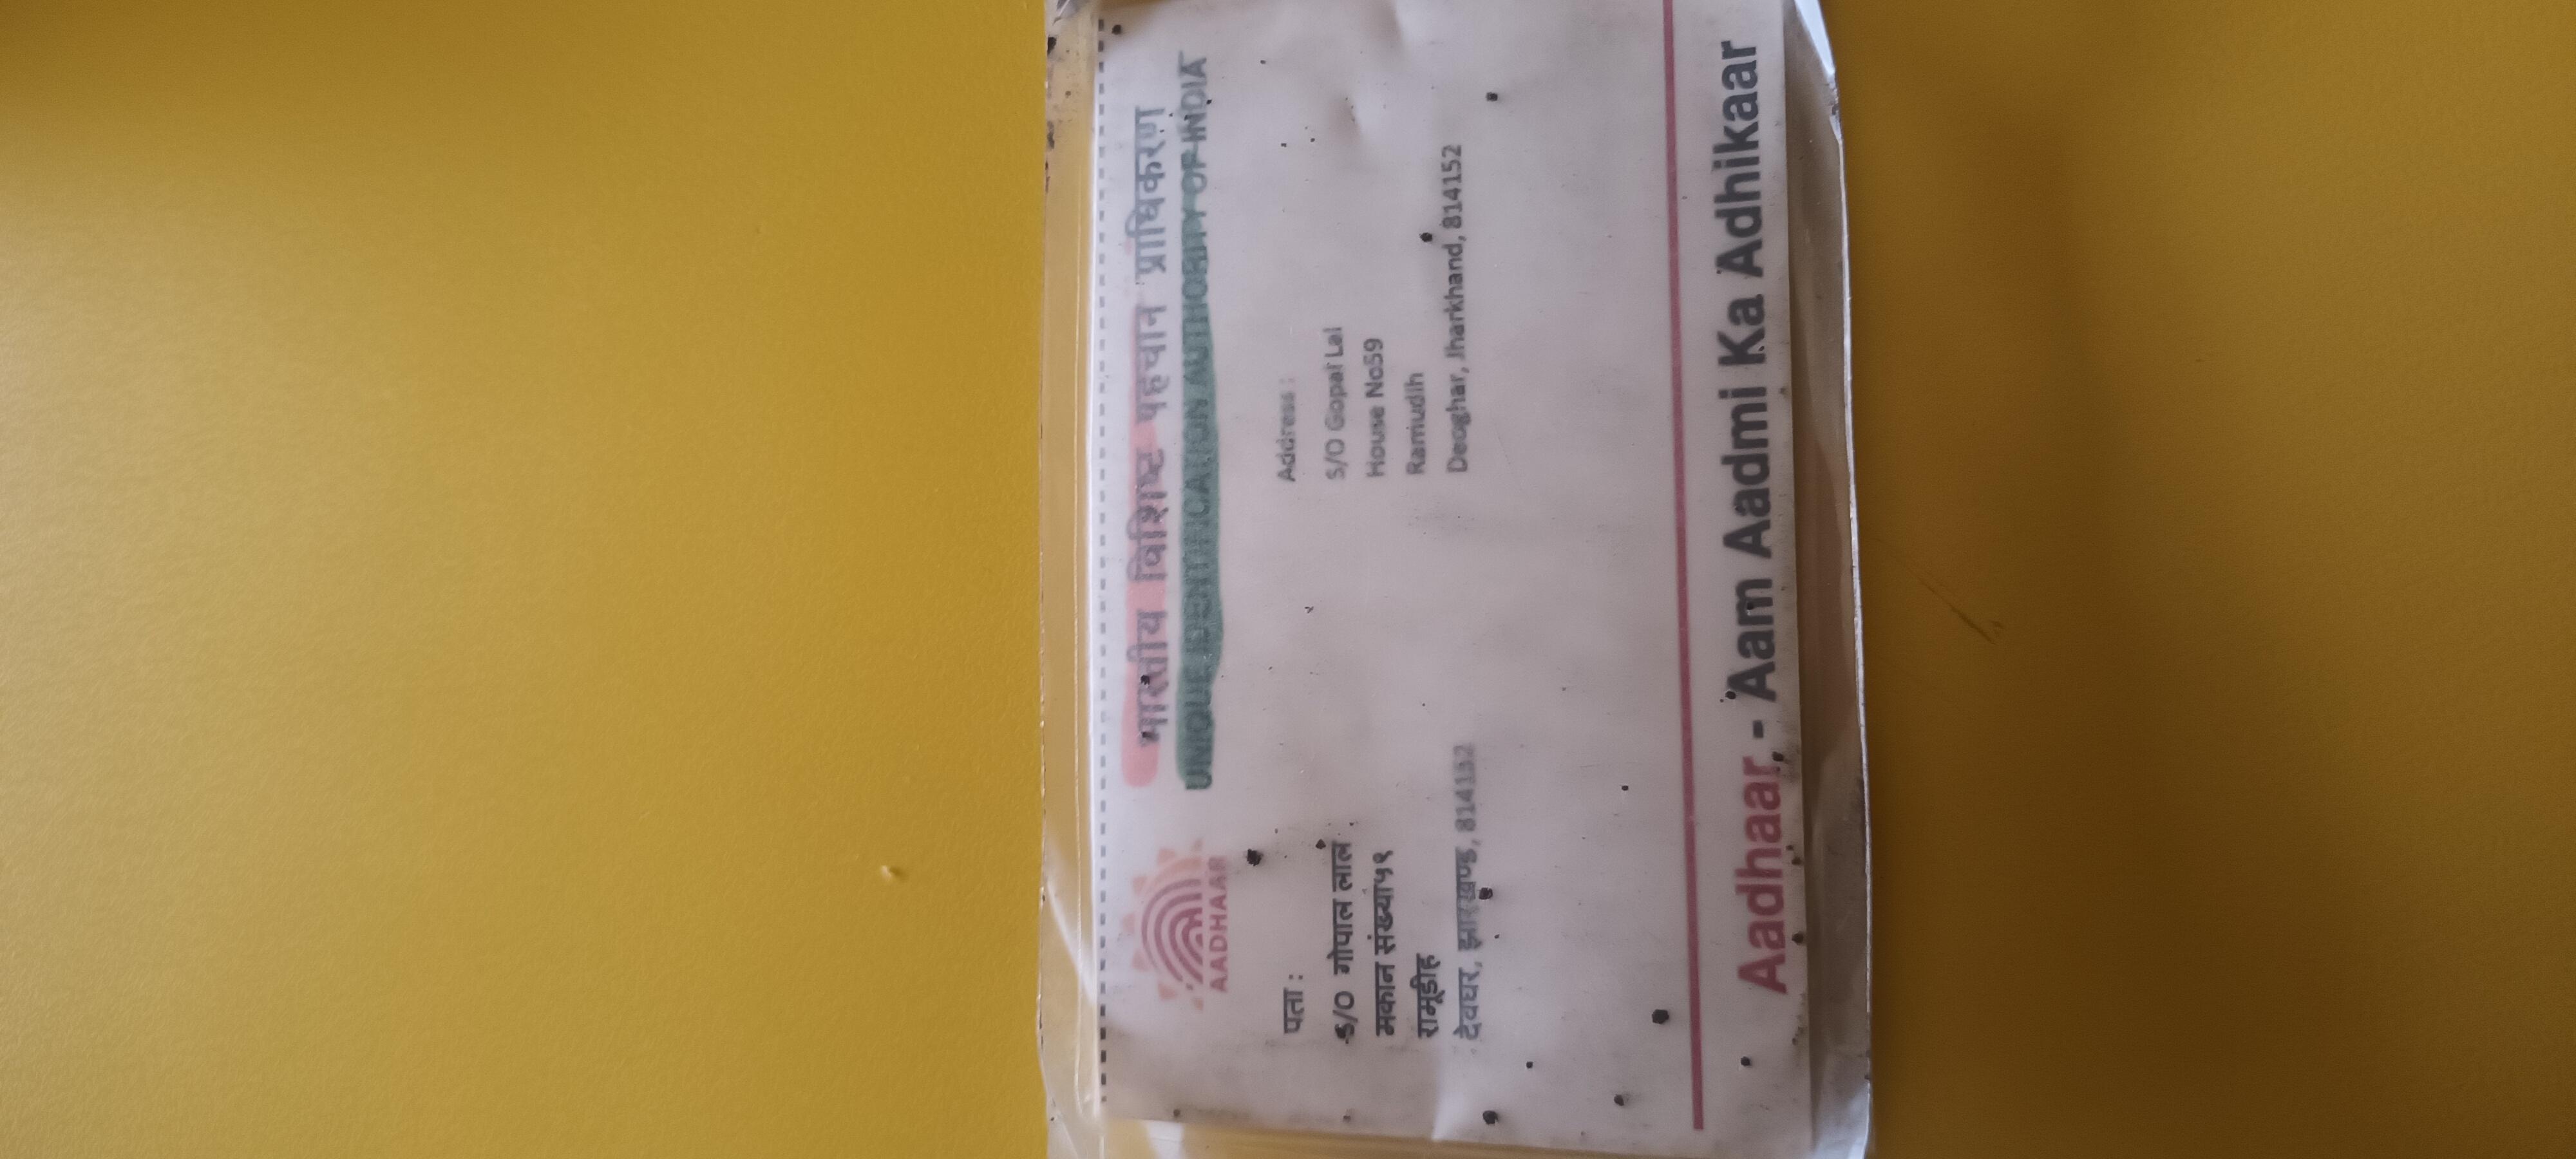 भारतीय विशिष्ट पहचान प्राधिकरण
UNIQUE IDENTIFICATION AUTHORITY OF INDIA
AADHAAR
पता :
S/O गोपाल लाल
मकान संख्या५९
रामूडीह
देवघर, झारखण्ड, 814152
Address :
S/O Gopal Lal
House No59
Ramudih
Deoghar, Jharkhand, 814152
Aadhaar - Aam Aadmi Ka Adhikaar